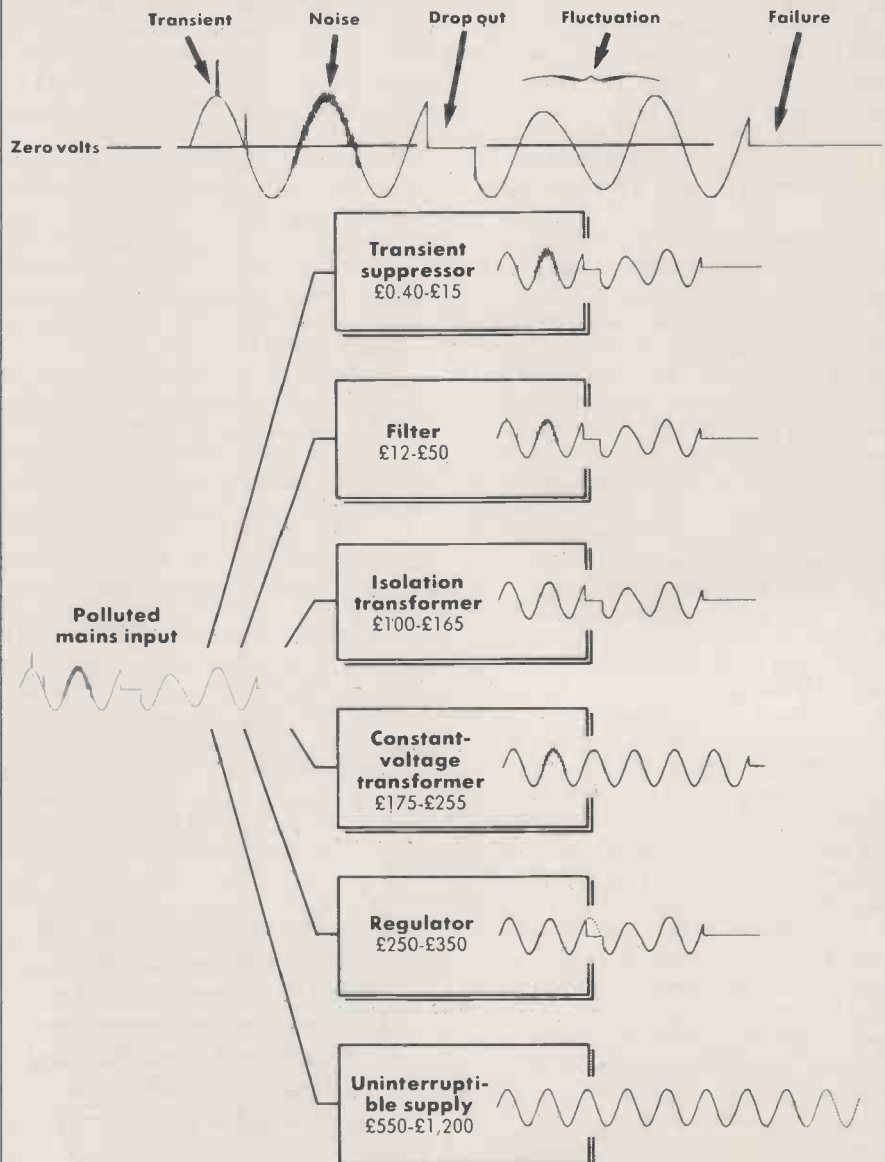 Transient Noise Drop out Fluctuation Failure
Zero volts
Transient
suppressor
£0.40-£15
Filter
£12-£50
Isolation
transformer
£100-£165
Polluted
mains input
Constant-
voltage
transformer
£175-£255
Regulator
£250-£350
Uninterrupti-
ble supply
£550-£1,200